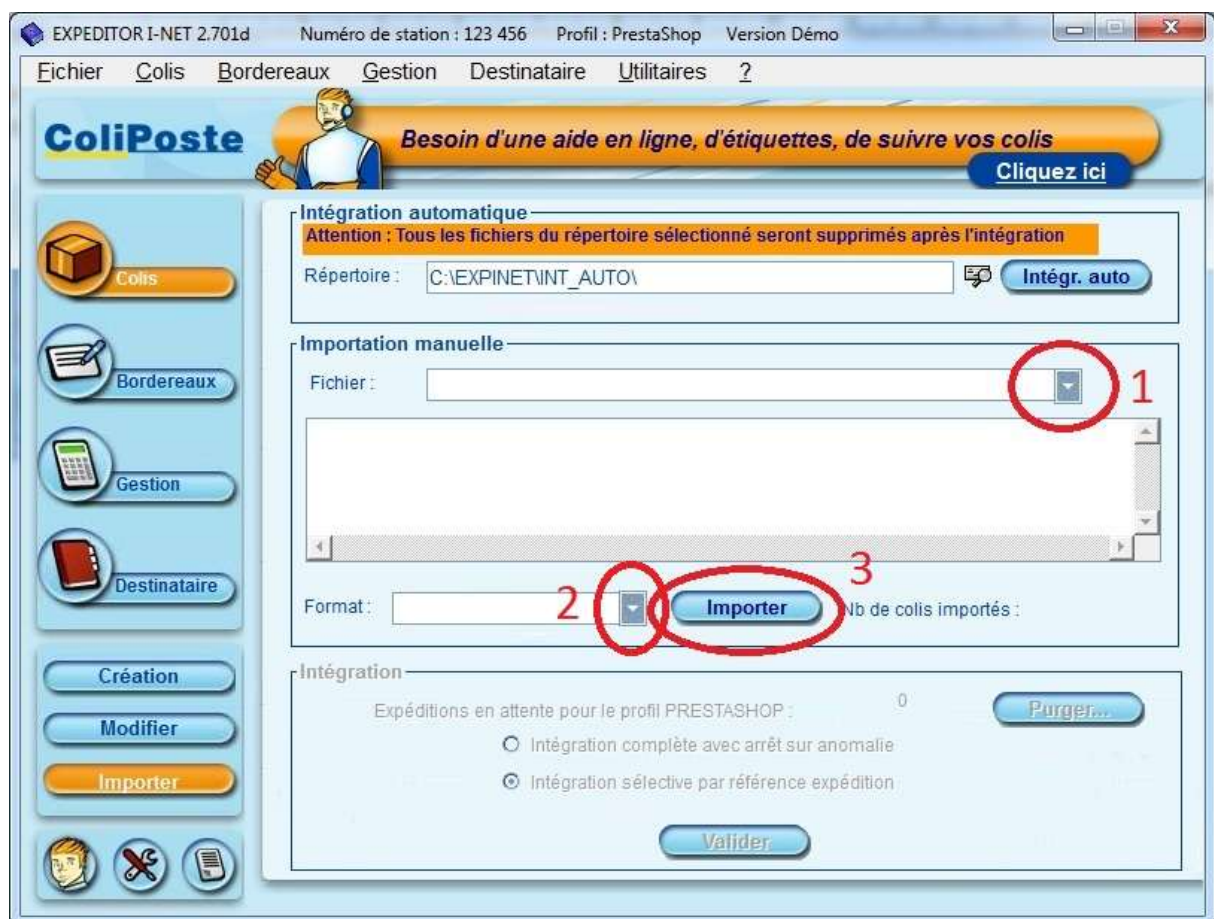 EXPEDITOR I-NET 2.701d Numéro de station : 123 456 Profil : PrestaShop Version Démo
Fichier Colis Bordereaux Gestion Destinataire Utilitaires ?
ColiPoste
Besoin d'une aide en ligne, d'étiquettes, de suivre vos colis
Cliquez ici
Colis
Bordereaux
Gestion
Destinataire
Création
Modifier
Importer
Intégration automatique
Attention : Tous les fichiers du répertoire sélectionné seront supprimés après l'intégration
Répertoire : C:\EXPINET\INT_AUTO\ Intégr. auto
Importation manuelle
Fichier : 1
Format : 2 Importer 3 Nb de colis importés :
Intégration
Expéditions en attente pour le profil PRESTASHOP : 0 Purger...
Intégration complète avec arrêt sur anomalie
Intégration sélective par référence expédition
Valider